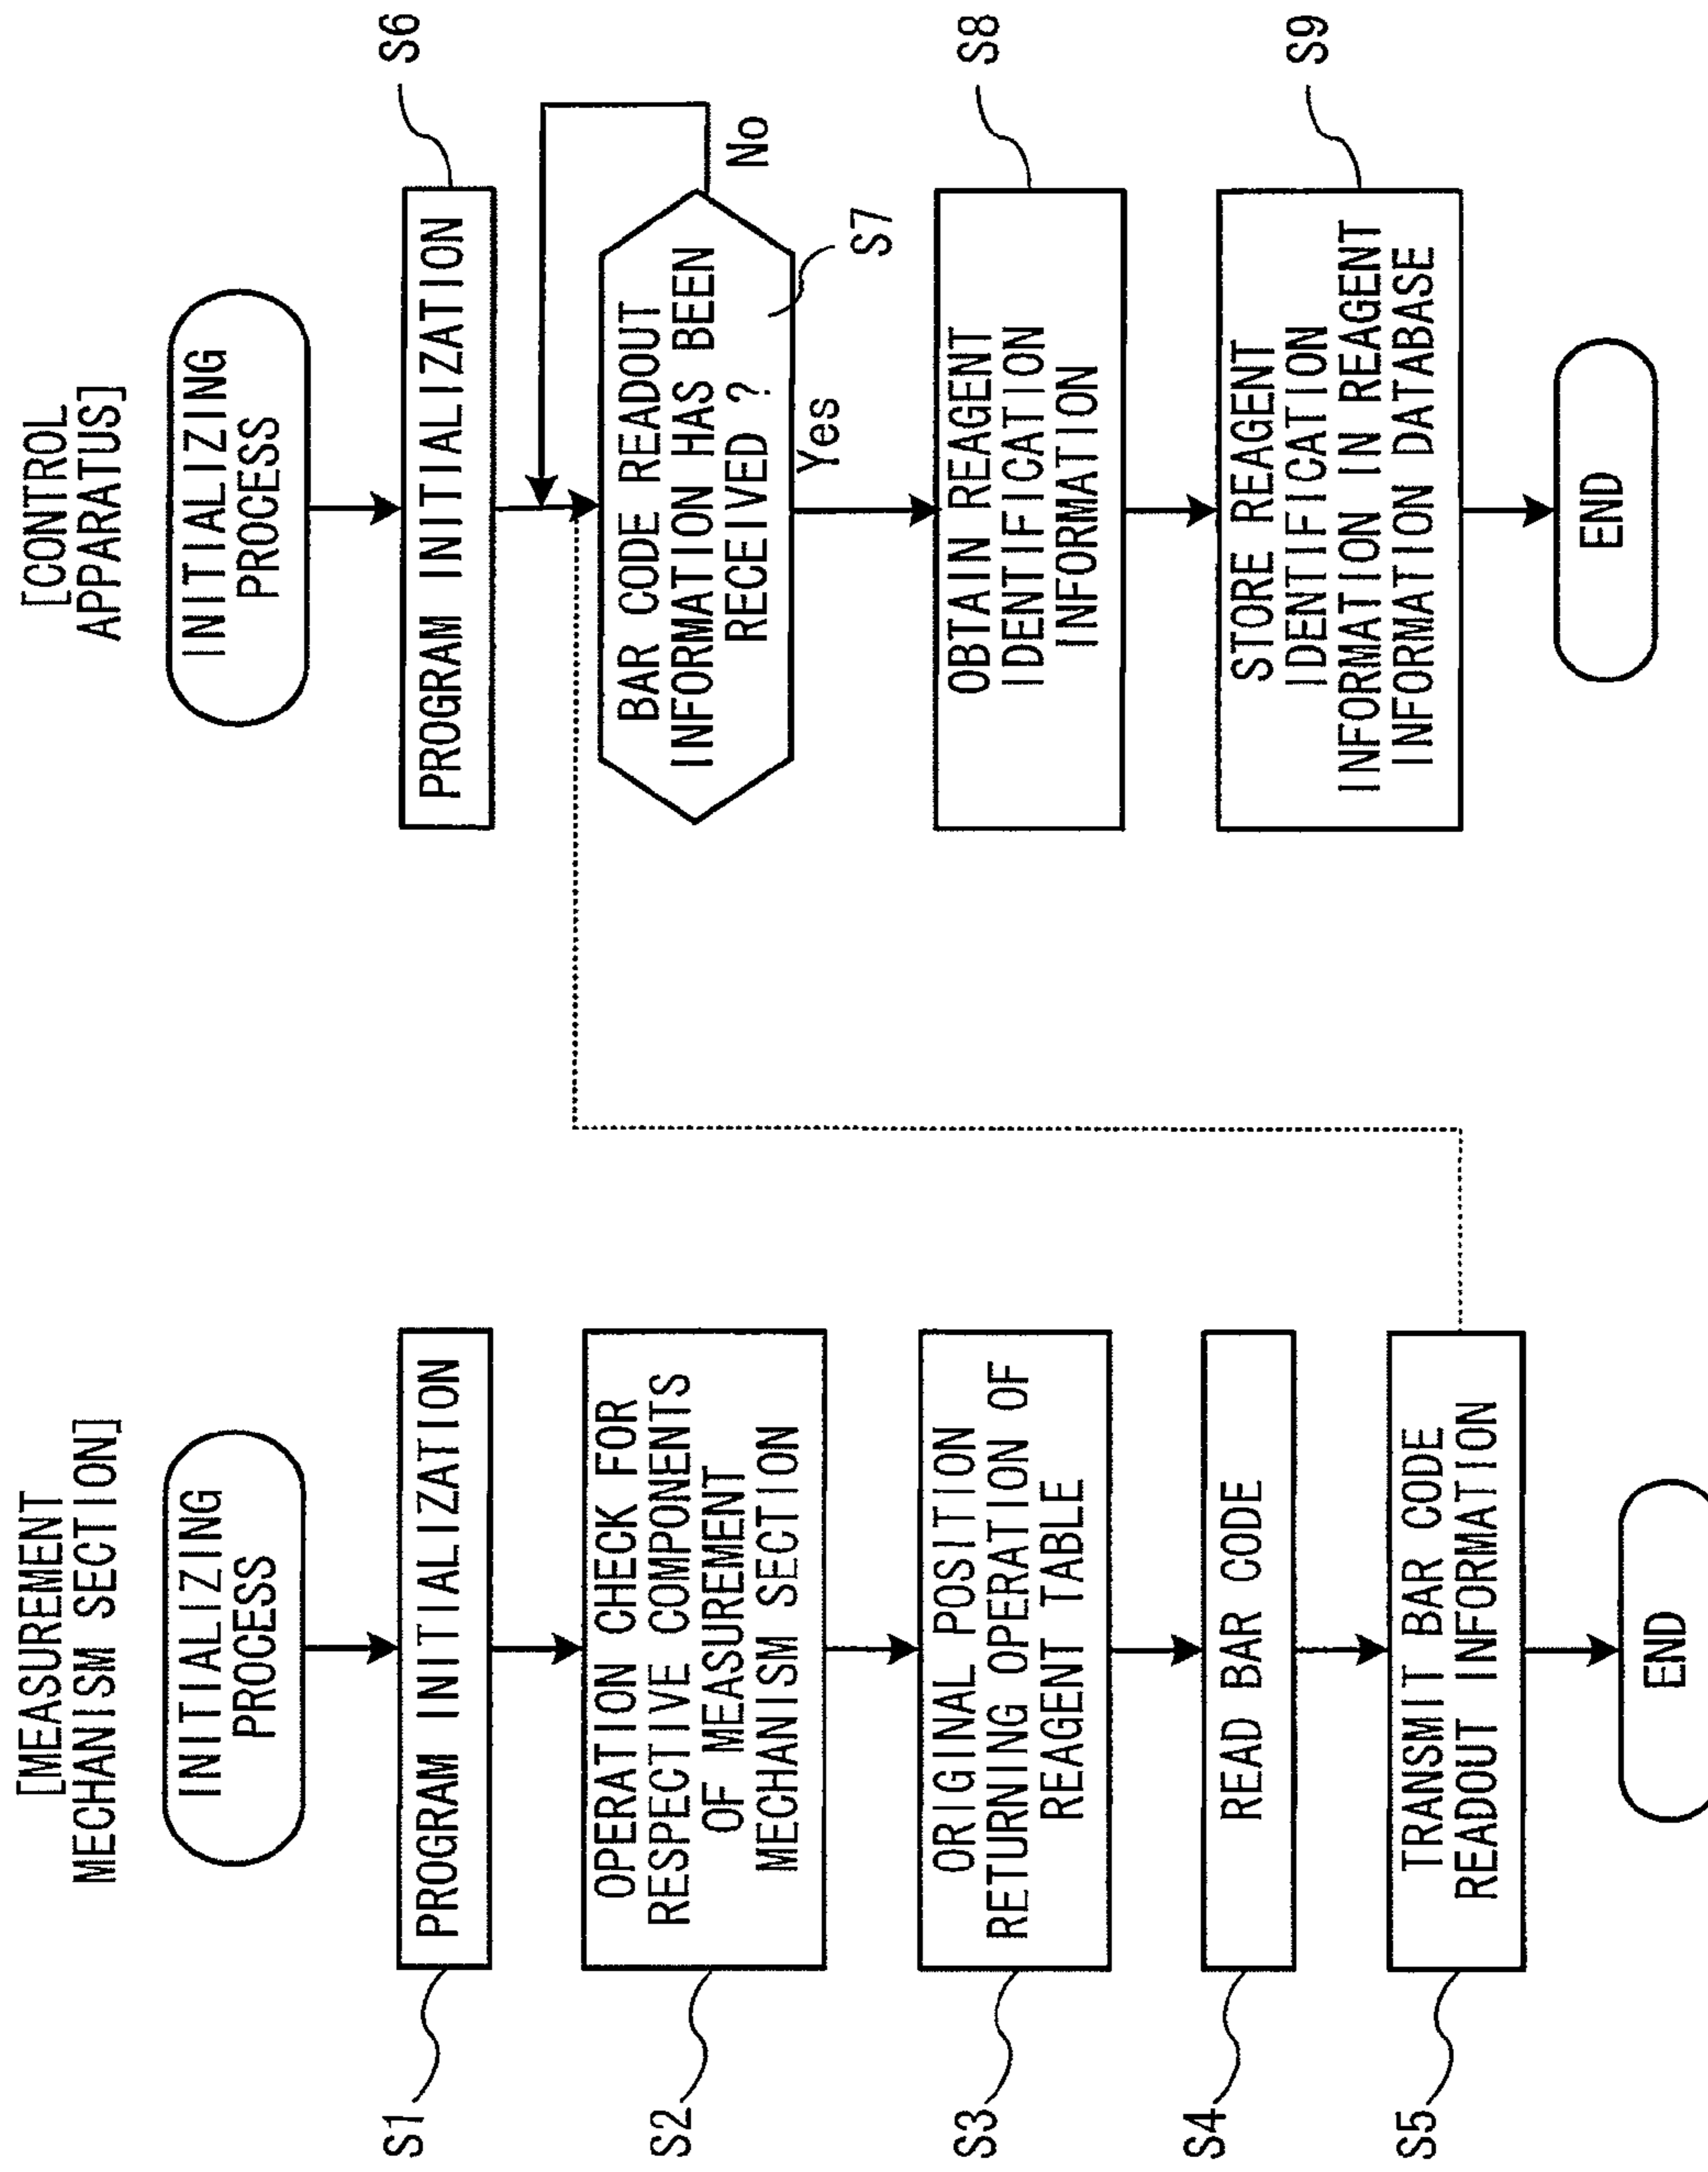 [MEASUREMENT
MECHANISM SECTION]
INITIALIZING
PROCESS
S1
PROGRAM INITIALIZATION
S2
OPERATION CHECK FOR
RESPECTIVE COMPONENTS
OF MEASUREMENT
MECHANISM SECTION
S3
ORIGINAL POSITION
RETURNING OPERATION OF
REAGENT TABLE
S4
READ BAR CODE
S5
TRANSMIT BAR CODE
READOUT INFORMATION
END
[CONTROL
APPARATUS]
INITIALIZING
PROCESS
PROGRAM INITIALIZATION
S6
BAR CODE READOUT
INFORMATION HAS BEEN
RECEIVED ?
No
S7
Yes
OBTAIN REAGENT
IDENTIFICATION
INFORMATION
S8
STORE REAGENT
IDENTIFICATION
INFORMATION IN REAGENT
INFORMATION DATABASE
S9
END